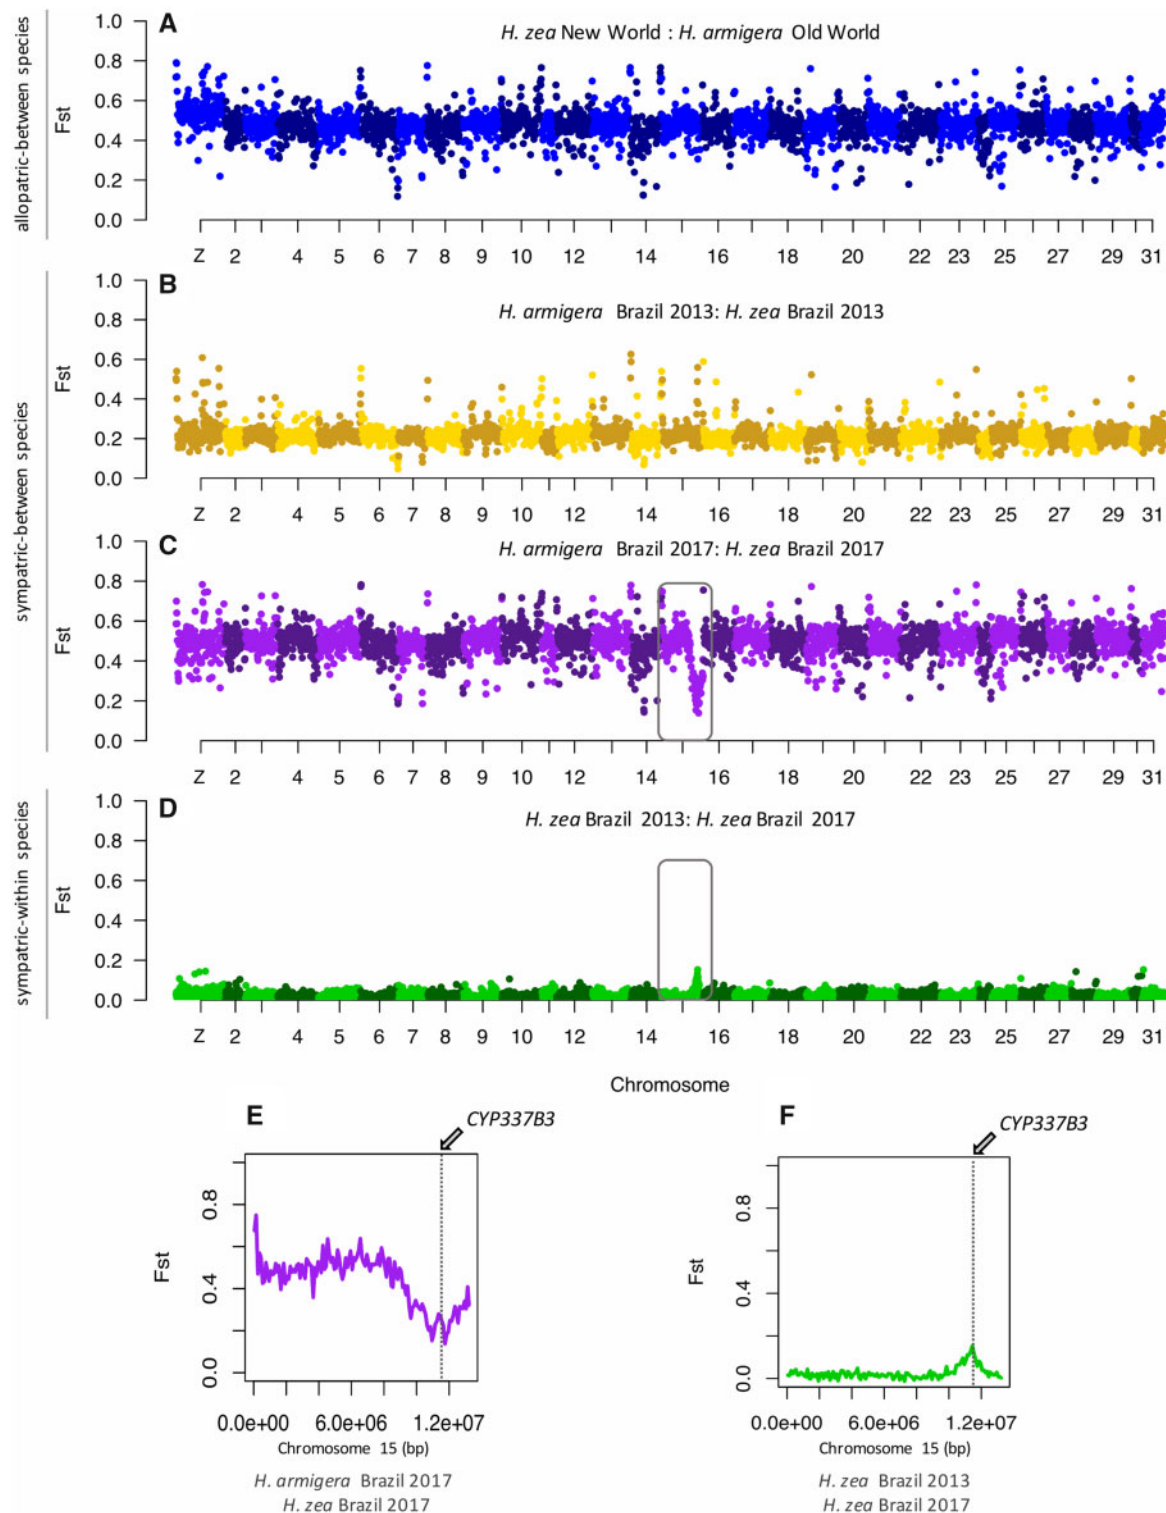 allopatric-between species
A
H. zea New World : H. armigera Old World
Fst
1.0
0.8
0.6
0.4
0.2
0.0
Z 2 4 5 6 7 8 9 10 12 14 16 18 20 22 23 25 27 29 31
sympatric-between species
B
H. armigera Brazil 2013: H. zea Brazil 2013
Fst
1.0
0.8
0.6
0.4
0.2
0.0
Z 2 4 5 6 7 8 9 10 12 14 16 18 20 22 23 25 27 29 31
C
H. armigera Brazil 2017: H. zea Brazil 2017
Fst
1.0
0.8
0.6
0.4
0.2
0.0
Z 2 4 5 6 7 8 9 10 12 14 16 18 20 22 23 25 27 29 31
sympatric-within species
D
H. zea Brazil 2013: H. zea Brazil 2017
Fst
1.0
0.8
0.6
0.4
0.2
0.0
Z 2 4 5 6 7 8 9 10 12 14 16 18 20 22 23 25 27 29 31
Chromosome
E
CYP337B3
Fst
0.8
0.4
0.0
0.0e+00 6.0e+06 1.2e+07
Chromosome 15 (bp)
H. armigera Brazil 2017
H. zea Brazil 2017
F
CYP337B3
Fst
0.8
0.4
0.0
0.0e+00 6.0e+06 1.2e+07
Chromosome 15 (bp)
H. zea Brazil 2013
H. zea Brazil 2017